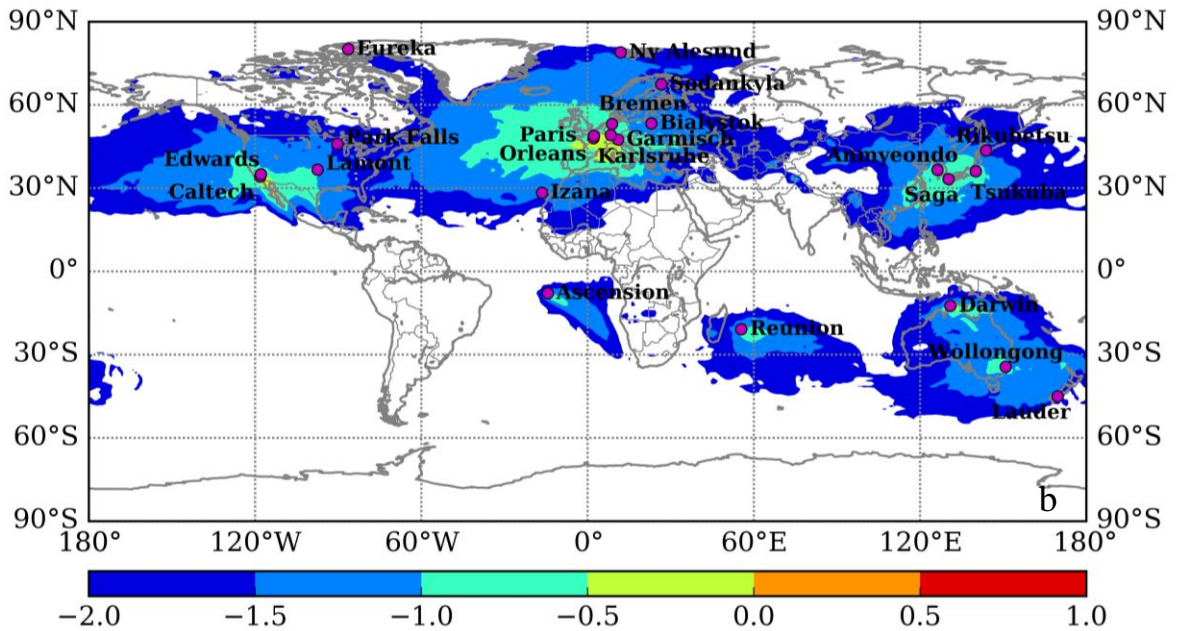 90°N 90°N
Eureka Ny Alesund
Sodankyla
60°N Bremen 60°N
Paris Bialystok
Park Falls Garmisch Rikubetsu
Orleans Karlsruhe Anmyeondo
Edwards Lamont
Caltech Izana Saga Tsukuba
30°N 30°N
0° 0°
Ascension Darwin
Reunion
30°S Wollongong 30°S
Lauder
60°S 60°S
b
90°S 90°S
180° 120°W 60°W 0° 60°E 120°E 180°
−2.0 −1.5 −1.0 −0.5 0.0 0.5 1.0